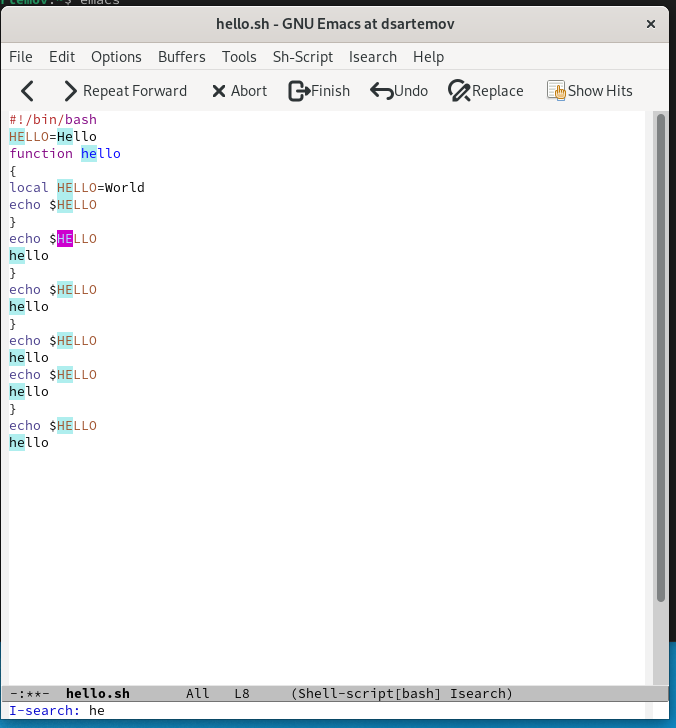 hello.sh - GNU Emacs at dsartemov
File Edit Options Buffers Tools Sh-Script Isearch Help
Repeat Forward Abort Finish Undo Replace Show Hits
#!/bin/bash
HELLO=Hello
function hello
{
local HELLO=World
echo $HELLO
}
echo $HELLO
hello
}
echo $HELLO
hello
}
echo $HELLO
hello
echo $HELLO
hello
}
echo $HELLO
hello
-:**- hello.sh All L8 (Shell-script[bash] Isearch)
I-search: he